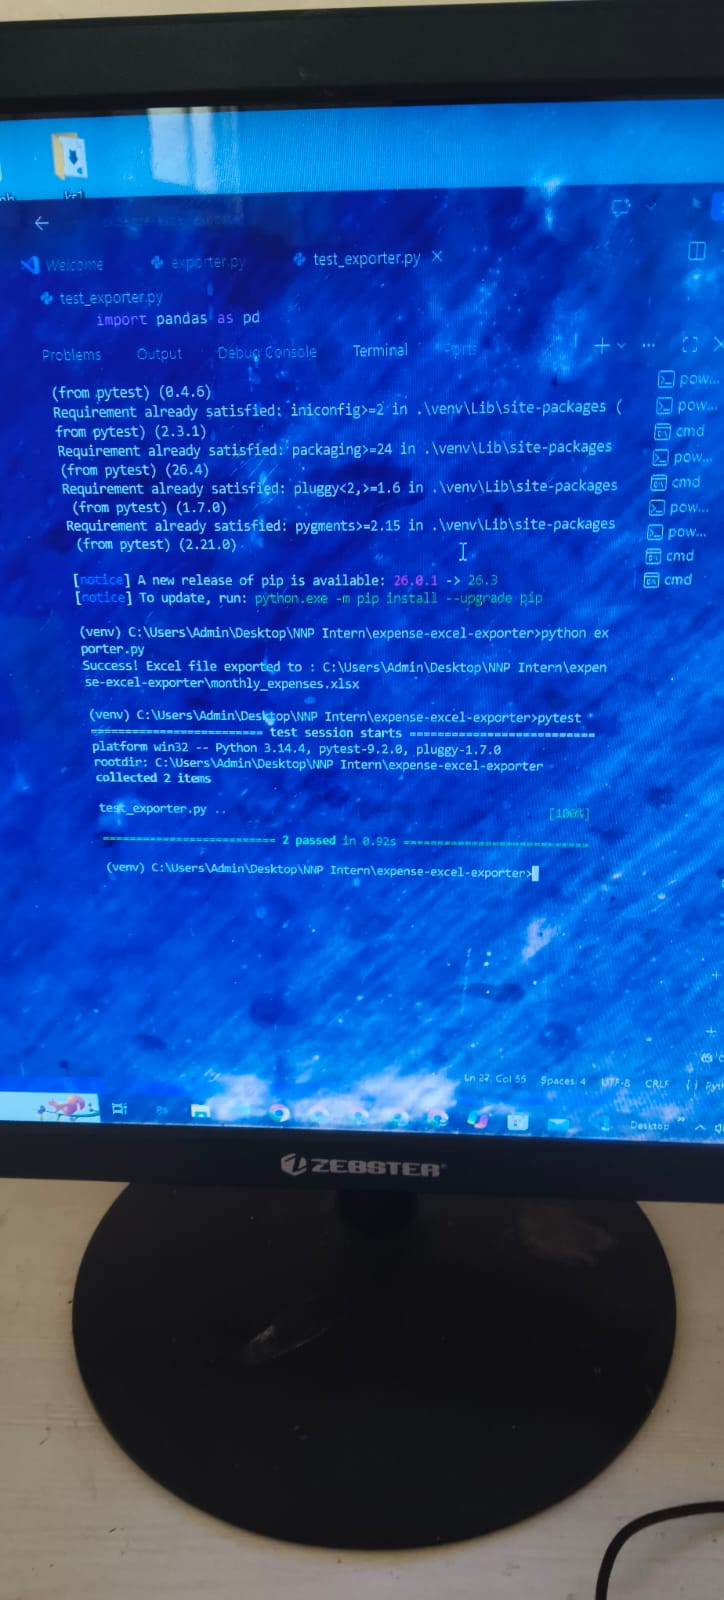 Welcome
exporter.py
test_exporter.py
test_exporter.py
import pandas as pd
Problems Output Debug Console Terminal Ports
(from pytest) (0.4.6)
Requirement already satisfied: iniconfig>=2 in .\venv\Lib\site-packages (
from pytest) (2.3.1)
Requirement already satisfied: packaging>=24 in .\venv\Lib\site-packages
(from pytest) (26.4)
Requirement already satisfied: pluggy<2,>=1.6 in .\venv\Lib\site-packages
(from pytest) (1.7.0)
Requirement already satisfied: pygments>=2.15 in .\venv\Lib\site-packages
(from pytest) (2.21.0)
[notice] A new release of pip is available: 26.0.1 -> 26.3
[notice] To update, run: python.exe -m pip install --upgrade pip
(venv) C:\Users\Admin\Desktop\NNP Intern\expense-excel-exporter>python ex
porter.py
Success! Excel file exported to : C:\Users\Admin\Desktop\NNP Intern\expen
se-excel-exporter\monthly_expenses.xlsx
(venv) C:\Users\Admin\Desktop\NNP Intern\expense-excel-exporter>pytest
========================= test session starts ===========================
platform win32 -- Python 3.14.4, pytest-9.2.0, pluggy-1.7.0
rootdir: C:\Users\Admin\Desktop\NNP Intern\expense-excel-exporter
collected 2 items
test_exporter.py .. [100%]
========================== 2 passed in 0.92s ============================
(venv) C:\Users\Admin\Desktop\NNP Intern\expense-excel-exporter>
pow...
pow...
cmd
pow...
cmd
pow...
pow...
cmd
cmd
Ln 27, Col 55 Spaces: 4 UTF-8 CRLF { }
Desktop
ZEBSTER